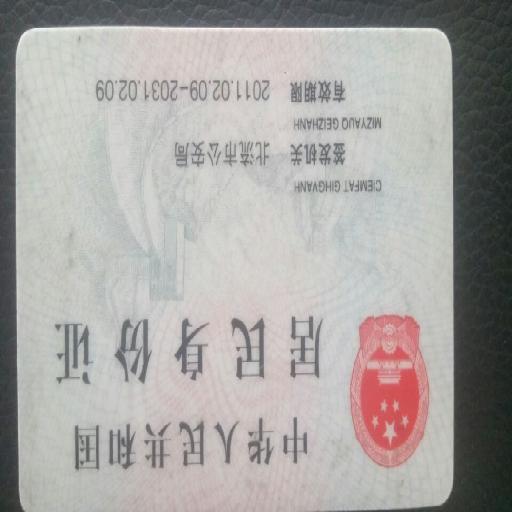 中华人民共和国
居民身份证
CIEMFAT GIHGVANH
签发机关 北流市公安局
MIZYAUQ GEIZHANH
有效期限 2011.02.09-2031.02.09